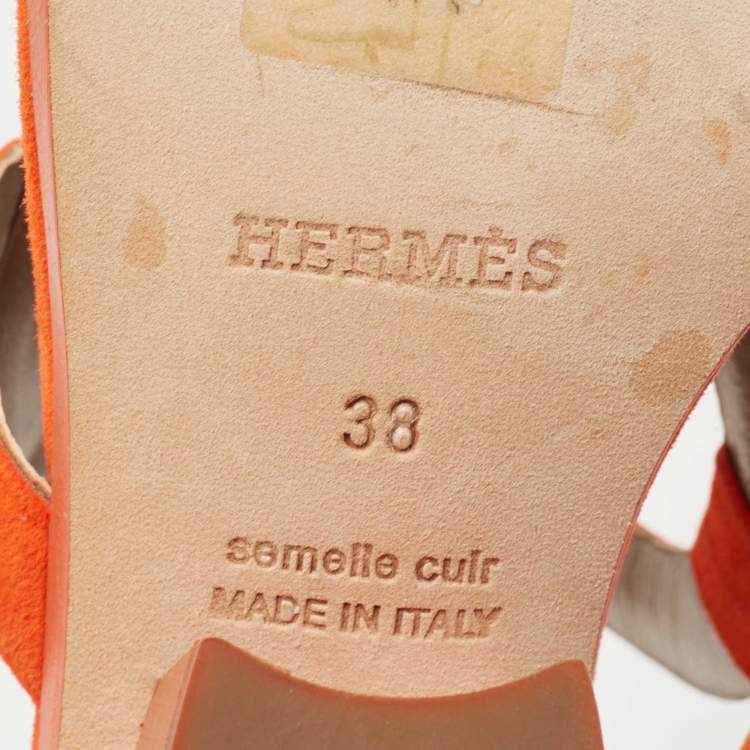 HERMÈS
38
semelle cuir
MADE IN ITALY